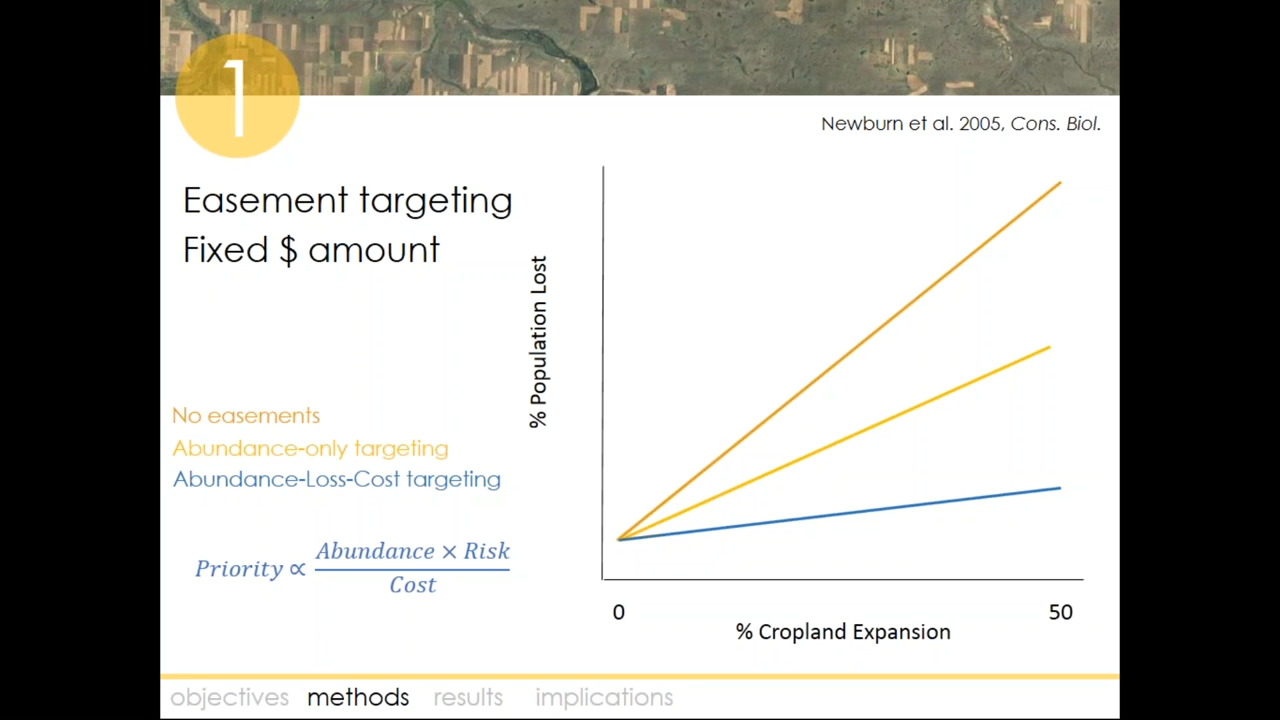 1
Newburn et al. 2005, Cons. Biol.
Easement targeting
Fixed $ amount
No easements
Abundance-only targeting
Abundance-Loss-Cost targeting
Priority ∝ Abundance × Risk
Cost
% Population Lost
0 50
% Cropland Expansion
objectives methods results implications